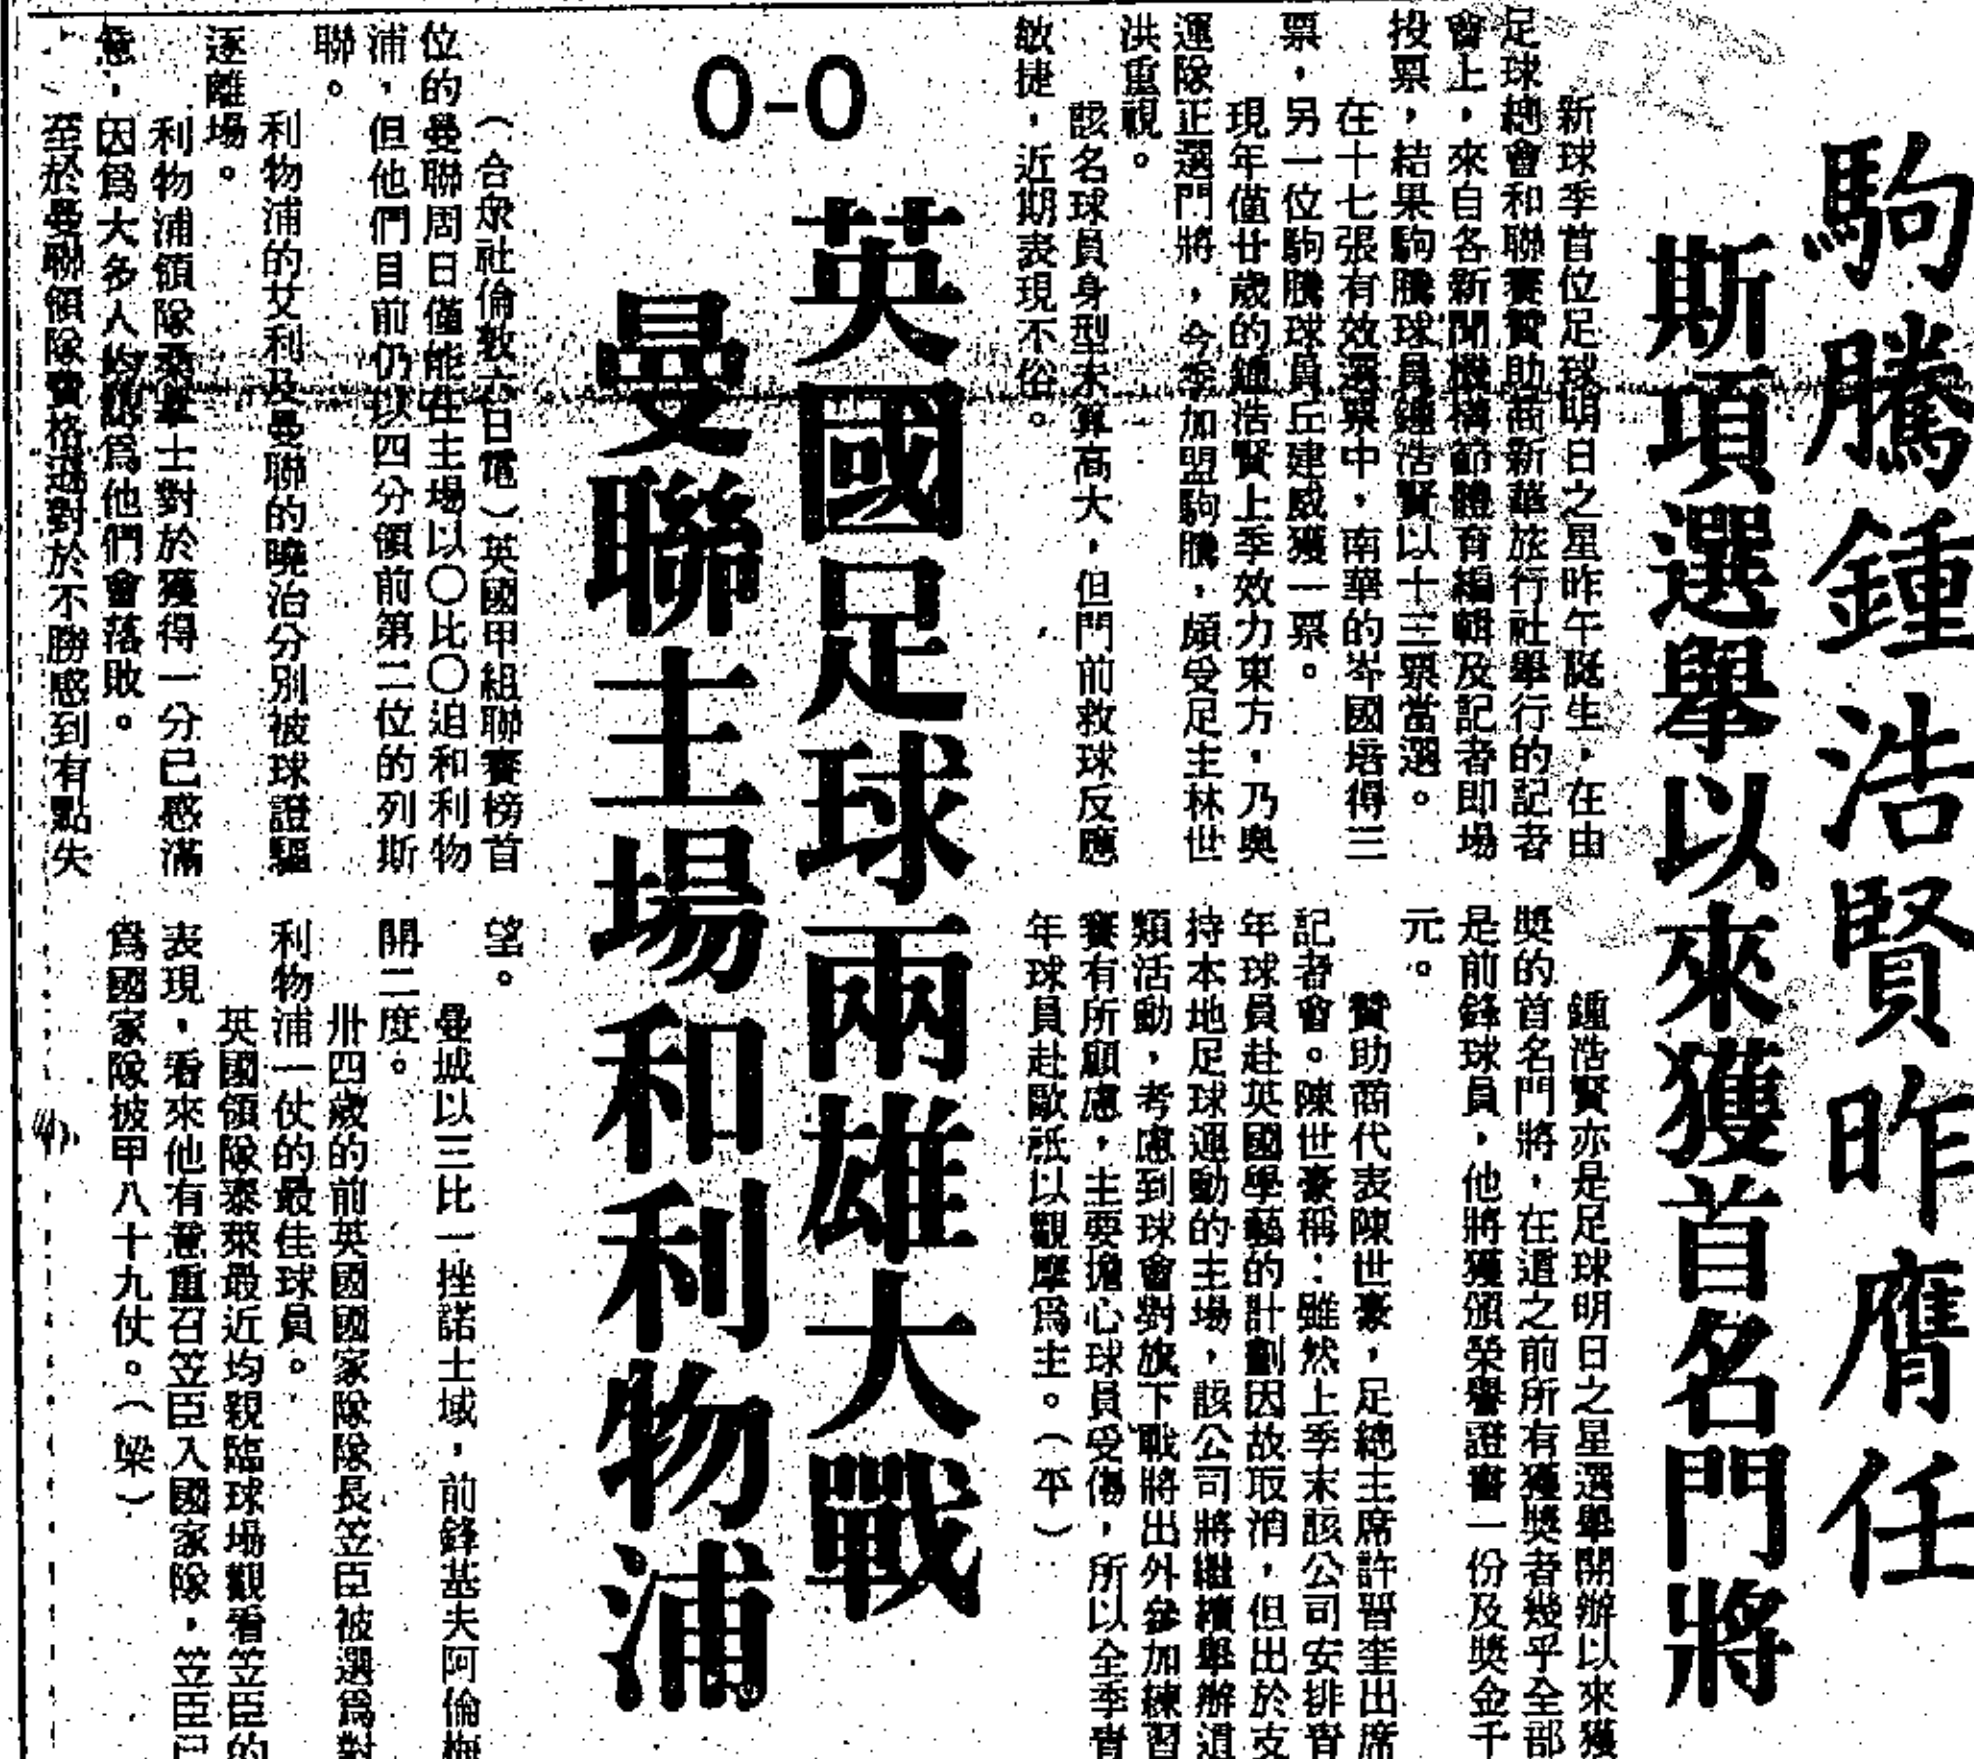 駒騰鍾浩賢昨膺任
斯項選舉以來獲首名門將
新球季首位足球明日之星昨午誕生，在由
足球總會和聯賽贊助商新華旅行社舉行的記者
會上，來自各新聞機構節體育編輯及記者即場
投票，結果駒騰球員鍾浩賢以十三票當選。
在十七張有效選票中，南華的岑國培得三
票，另一位駒騰球員丘建威獲一票。
現年僅廿歲的鍾浩賢上季效力東方，乃奧
運隊正選門將，今季加盟駒騰，頗受足主林世
洪重視。
該名球員身型未算高大，但門前救球反應
敏捷，近期表現不俗。
鍾浩賢亦是足球明日之星選舉開辦以來獲
獎的首名門將，在這之前所有獲獎者幾乎全部
是前鋒球員，他將獲頒榮譽證書一份及獎金千
元。
贊助商代表陳世豪，足總主席許晉奎出席
記者會。陳世豪稱：雖然上季末該公司安排青
年球員赴英國學藝的計劃因故取消，但出於支
持本地足球運動的主場，該公司將繼續舉辦這
類活動，考慮到球會對旗下戰將出外參加練習
賽有所顧慮，主要擔心球員受傷，所以全季青
年球員赴歐祇以觀摩爲主。（平）
0-0
英國足球兩雄大戰
曼聯主場和利物浦
（合衆社倫敦六日電）英國甲組聯賽榜首
位的曼聯周日僅能在主場以〇比〇迫和利物
浦，但他們目前仍以四分領前第二位的列斯
聯。
利物浦的艾利及曼聯的曉治分別被球證驅
逐離場。
利物浦領隊桑拿士對於獲得一分已感滿
意，因爲大多人均認爲他們會落敗。
至於曼聯領隊費格遜對於不勝感到有點失
望。
曼城以三比一挫諾士域，前鋒基夫阿倫梅
開二度。
卅四歲的前英國國家隊隊長笠臣被選爲對
利物浦一仗的最佳球員。
英國領隊泰萊最近均親臨球場觀看笠臣的
表現，看來他有意重召笠臣入國家隊，笠臣已
爲國家隊披甲八十九仗。（梁）